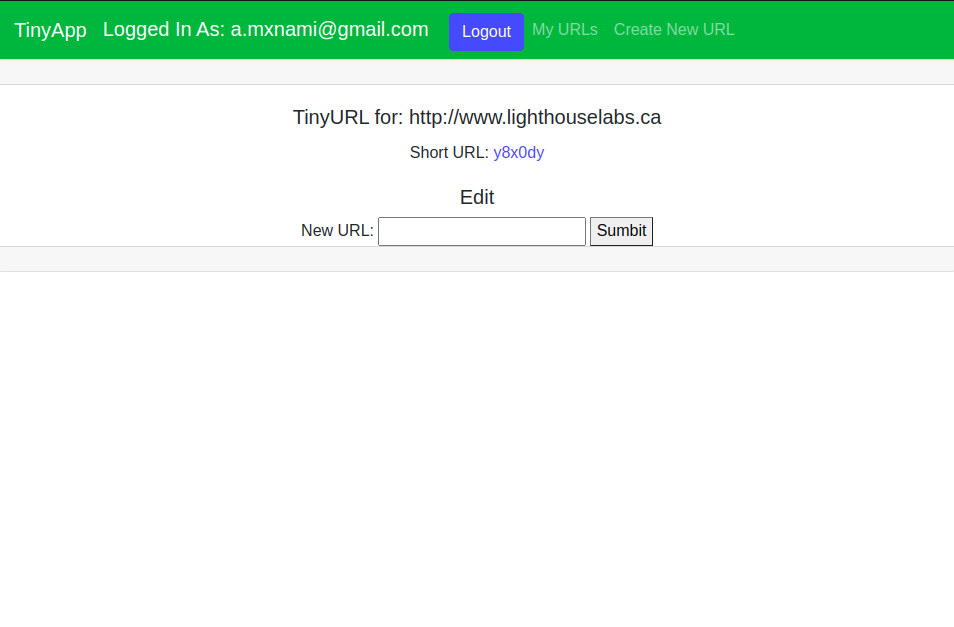 TinyApp Logged In As: a.mxnami@gmail.com Logout My URLs Create New URL
TinyURL for: http://www.lighthouselabs.ca
Short URL: y8x0dy
Edit
New URL: Sumbit